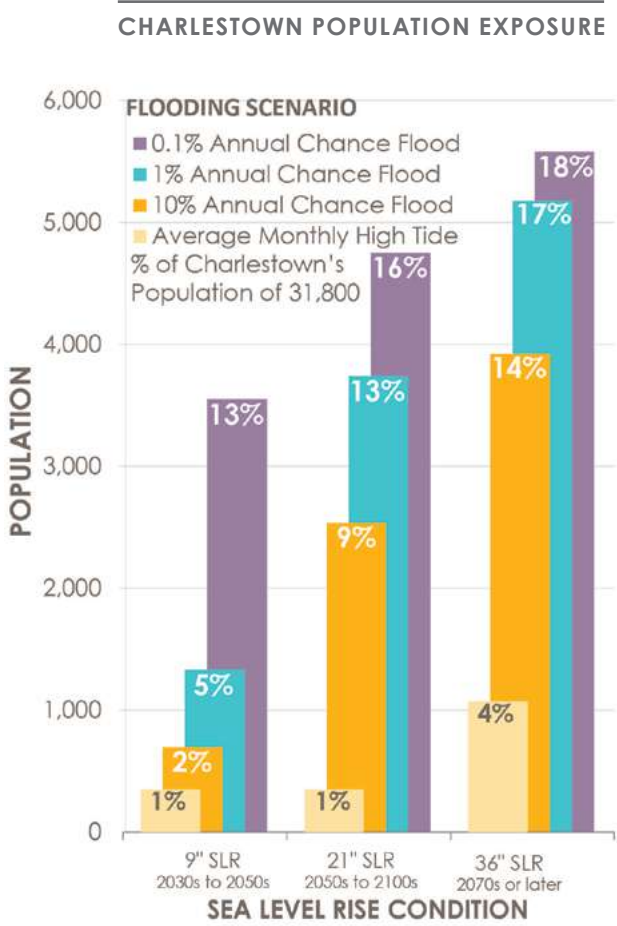 CHARLESTOWN POPULATION EXPOSURE
FLOODING SCENARIO
0.1% Annual Chance Flood
1% Annual Chance Flood
10% Annual Chance Flood
Average Monthly High Tide
% of Charlestown's
Population of 31,800
POPULATION
6,000
5,000
4,000
3,000
2,000
1,000
0
1%
2%
5%
13%
1%
9%
13%
16%
4%
14%
17%
18%
9" SLR
2030s to 2050s
21" SLR
2050s to 2100s
36" SLR
2070s or later
SEA LEVEL RISE CONDITION